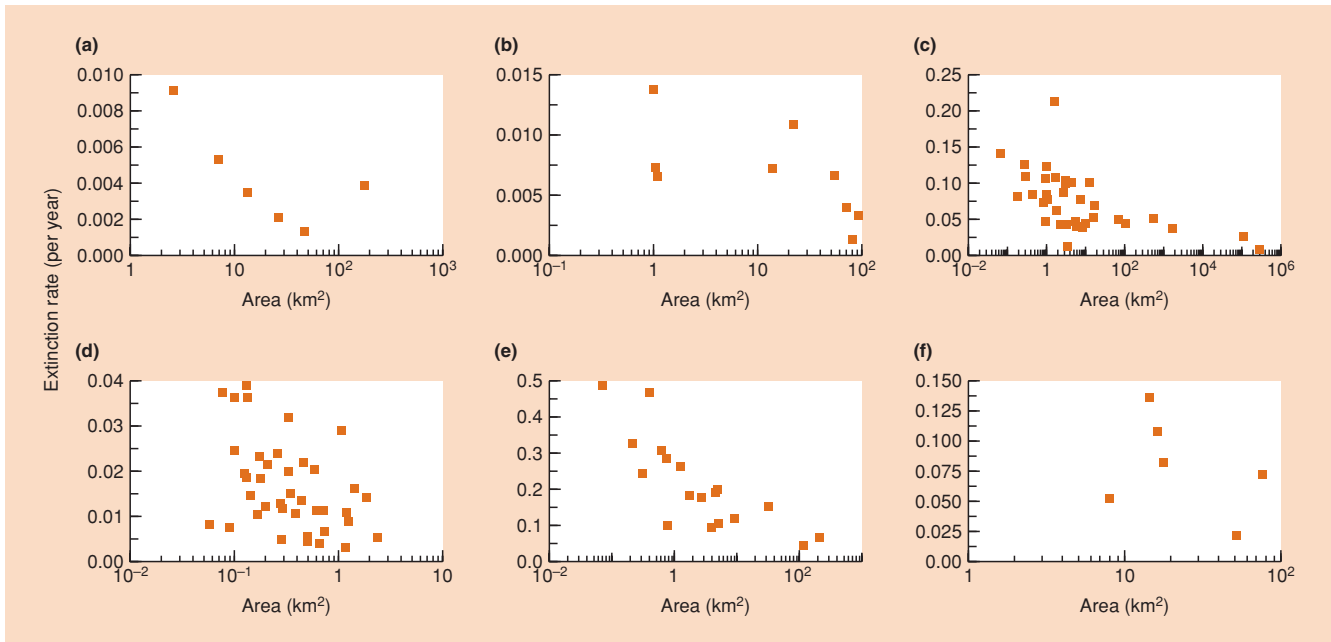 Extinction rate (per year)
(a)
0.010
0.008
0.006
0.004
0.002
0.000
1 10 10² 10³
Area (km²)
(b)
0.015
0.010
0.005
0.000
10⁻¹ 1 10 10²
Area (km²)
(c)
0.25
0.20
0.15
0.10
0.05
0.00
10⁻² 1 10² 10⁴ 10⁶
Area (km²)
(d)
0.04
0.03
0.02
0.01
0.00
10⁻² 10⁻¹ 1 10
Area (km²)
(e)
0.5
0.4
0.3
0.2
0.1
0
10⁻² 1 10²
Area (km²)
(f)
0.150
0.125
0.100
0.075
0.050
0.025
0.00
1 10 10²
Area (km²)